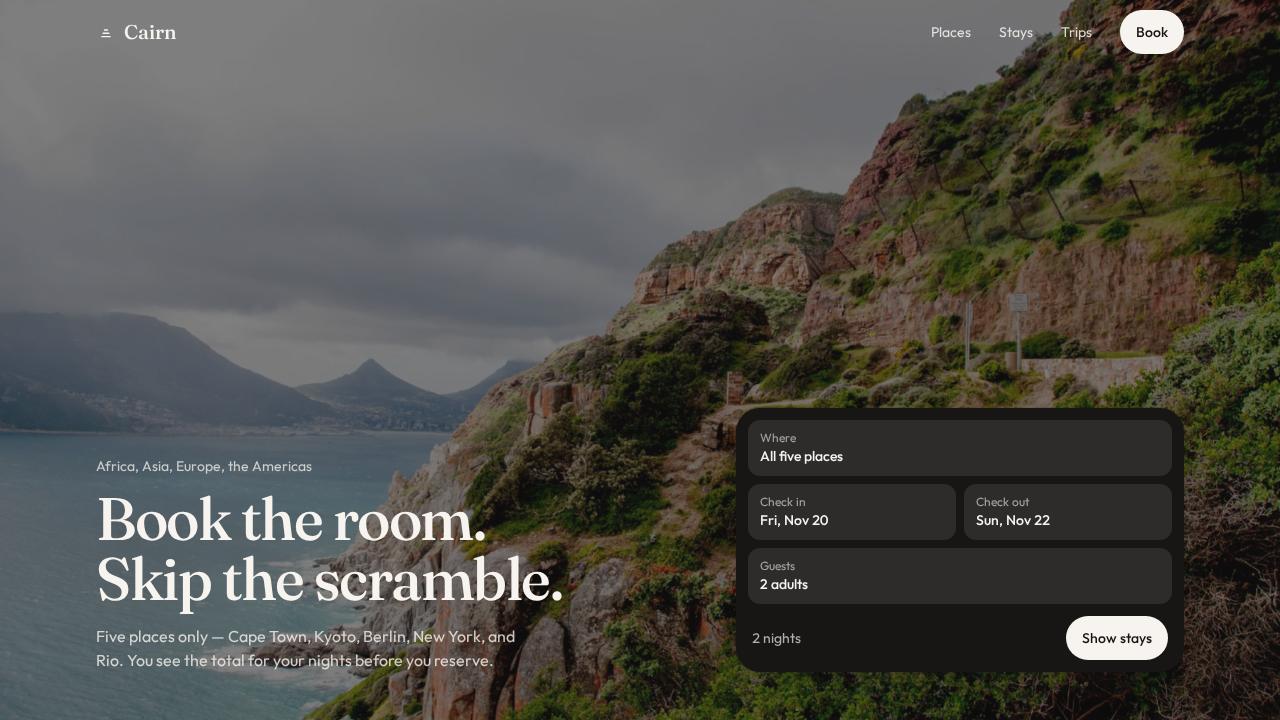 Cairn
Places
Stays
Trips
Book
Africa, Asia, Europe, the Americas
Book the room.
Skip the scramble.
Five places only — Cape Town, Kyoto, Berlin, New York, and
Rio. You see the total for your nights before you reserve.
Where
All five places
Check in
Fri, Nov 20
Check out
Sun, Nov 22
Guests
2 adults
2 nights
Show stays